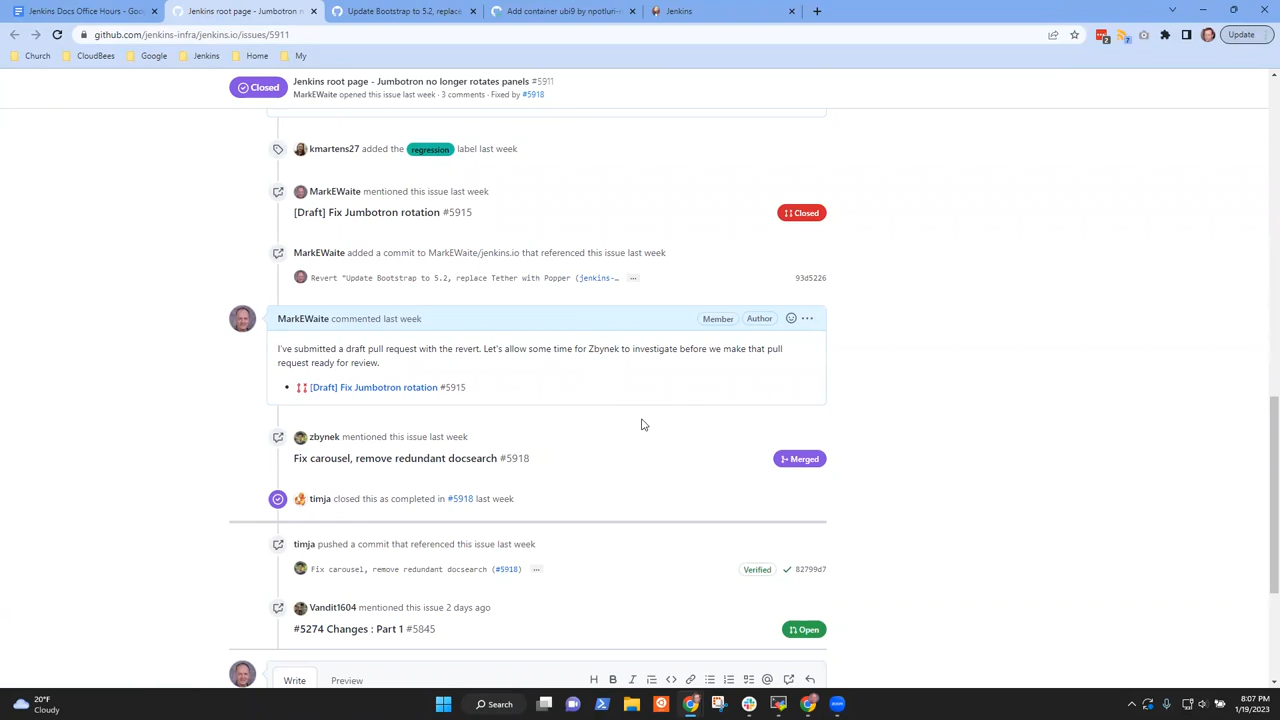 Jenkins Docs Office Hours - Goo
Jenkins root page - Jumbotron n
Update Bootstrap to 5.2, replace
Add container ubi9 by npotluri-r
Jenkins
github.com/jenkins-infra/jenkins.io/issues/5911
Update
Church
CloudBees
Google
Jenkins
Home
My
Closed
Jenkins root page - Jumbotron no longer rotates panels #5911
MarkEWaite opened this issue last week · 3 comments · Fixed by #5918
kmartens27 added the regression label last week
MarkEWaite mentioned this issue last week
[Draft] Fix Jumbotron rotation #5915
Closed
MarkEWaite added a commit to MarkEWaite/jenkins.io that referenced this issue last week
Revert "Update Bootstrap to 5.2, replace Tether with Popper (jenkins-…
93d5226
MarkEWaite commented last week
Member
Author
I've submitted a draft pull request with the revert. Let's allow some time for Zbynek to investigate before we make that pull
request ready for review.
[Draft] Fix Jumbotron rotation #5915
zbynek mentioned this issue last week
Fix carousel, remove redundant docsearch #5918
Merged
timja closed this as completed in #5918 last week
timja pushed a commit that referenced this issue last week
Fix carousel, remove redundant docsearch (#5918)
Verified
82799d7
Vandit1604 mentioned this issue 2 days ago
#5274 Changes : Part 1 #5845
Open
Write
Preview
20°F
Cloudy
Search
8:07 PM
1/19/2023